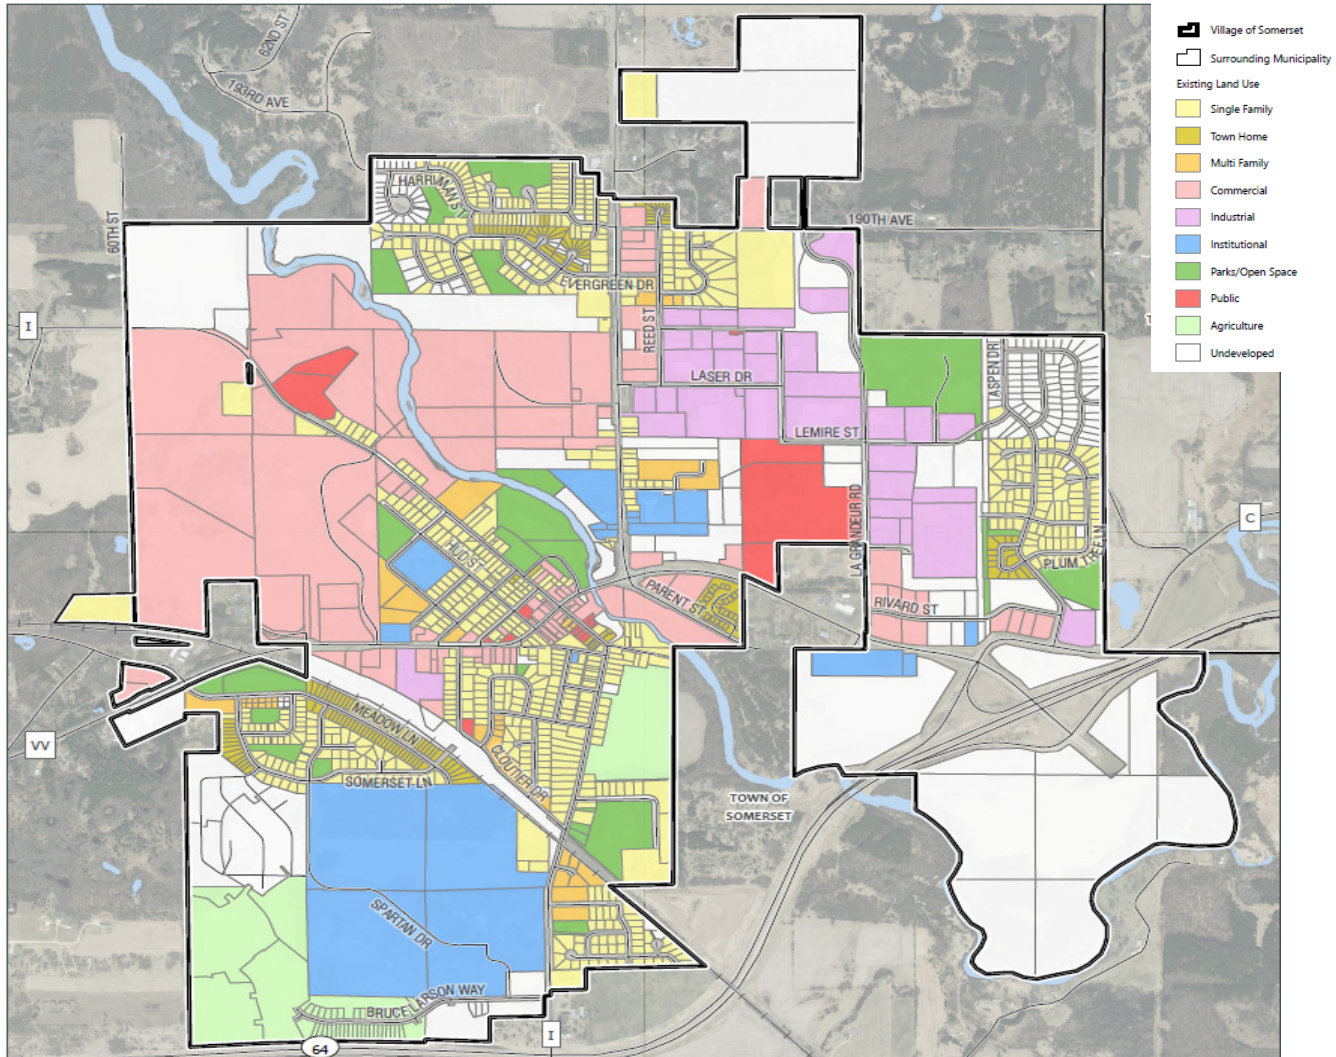 62ND ST
193RD AVE
60TH ST
HARRIMANS
190TH AVE
EVERGREEN DR
REED ST
I
LASER DR
ASPEN DR
LEMIRE ST
LA GRANDEUR RD
C
HUD ST
PLUM TREE LN
PARENT ST
RIVARD ST
VV
MEADOW LN
CLOUTIER DR
SOMERSET LN
TOWN OF
SOMERSET
SPARTAN DR
BRUCE LARSON WAY
I
64
Village of Somerset
Surrounding Municipality
Existing Land Use
Single Family
Town Home
Multi Family
Commercial
Industrial
Institutional
Parks/Open Space
Public
Agriculture
Undeveloped